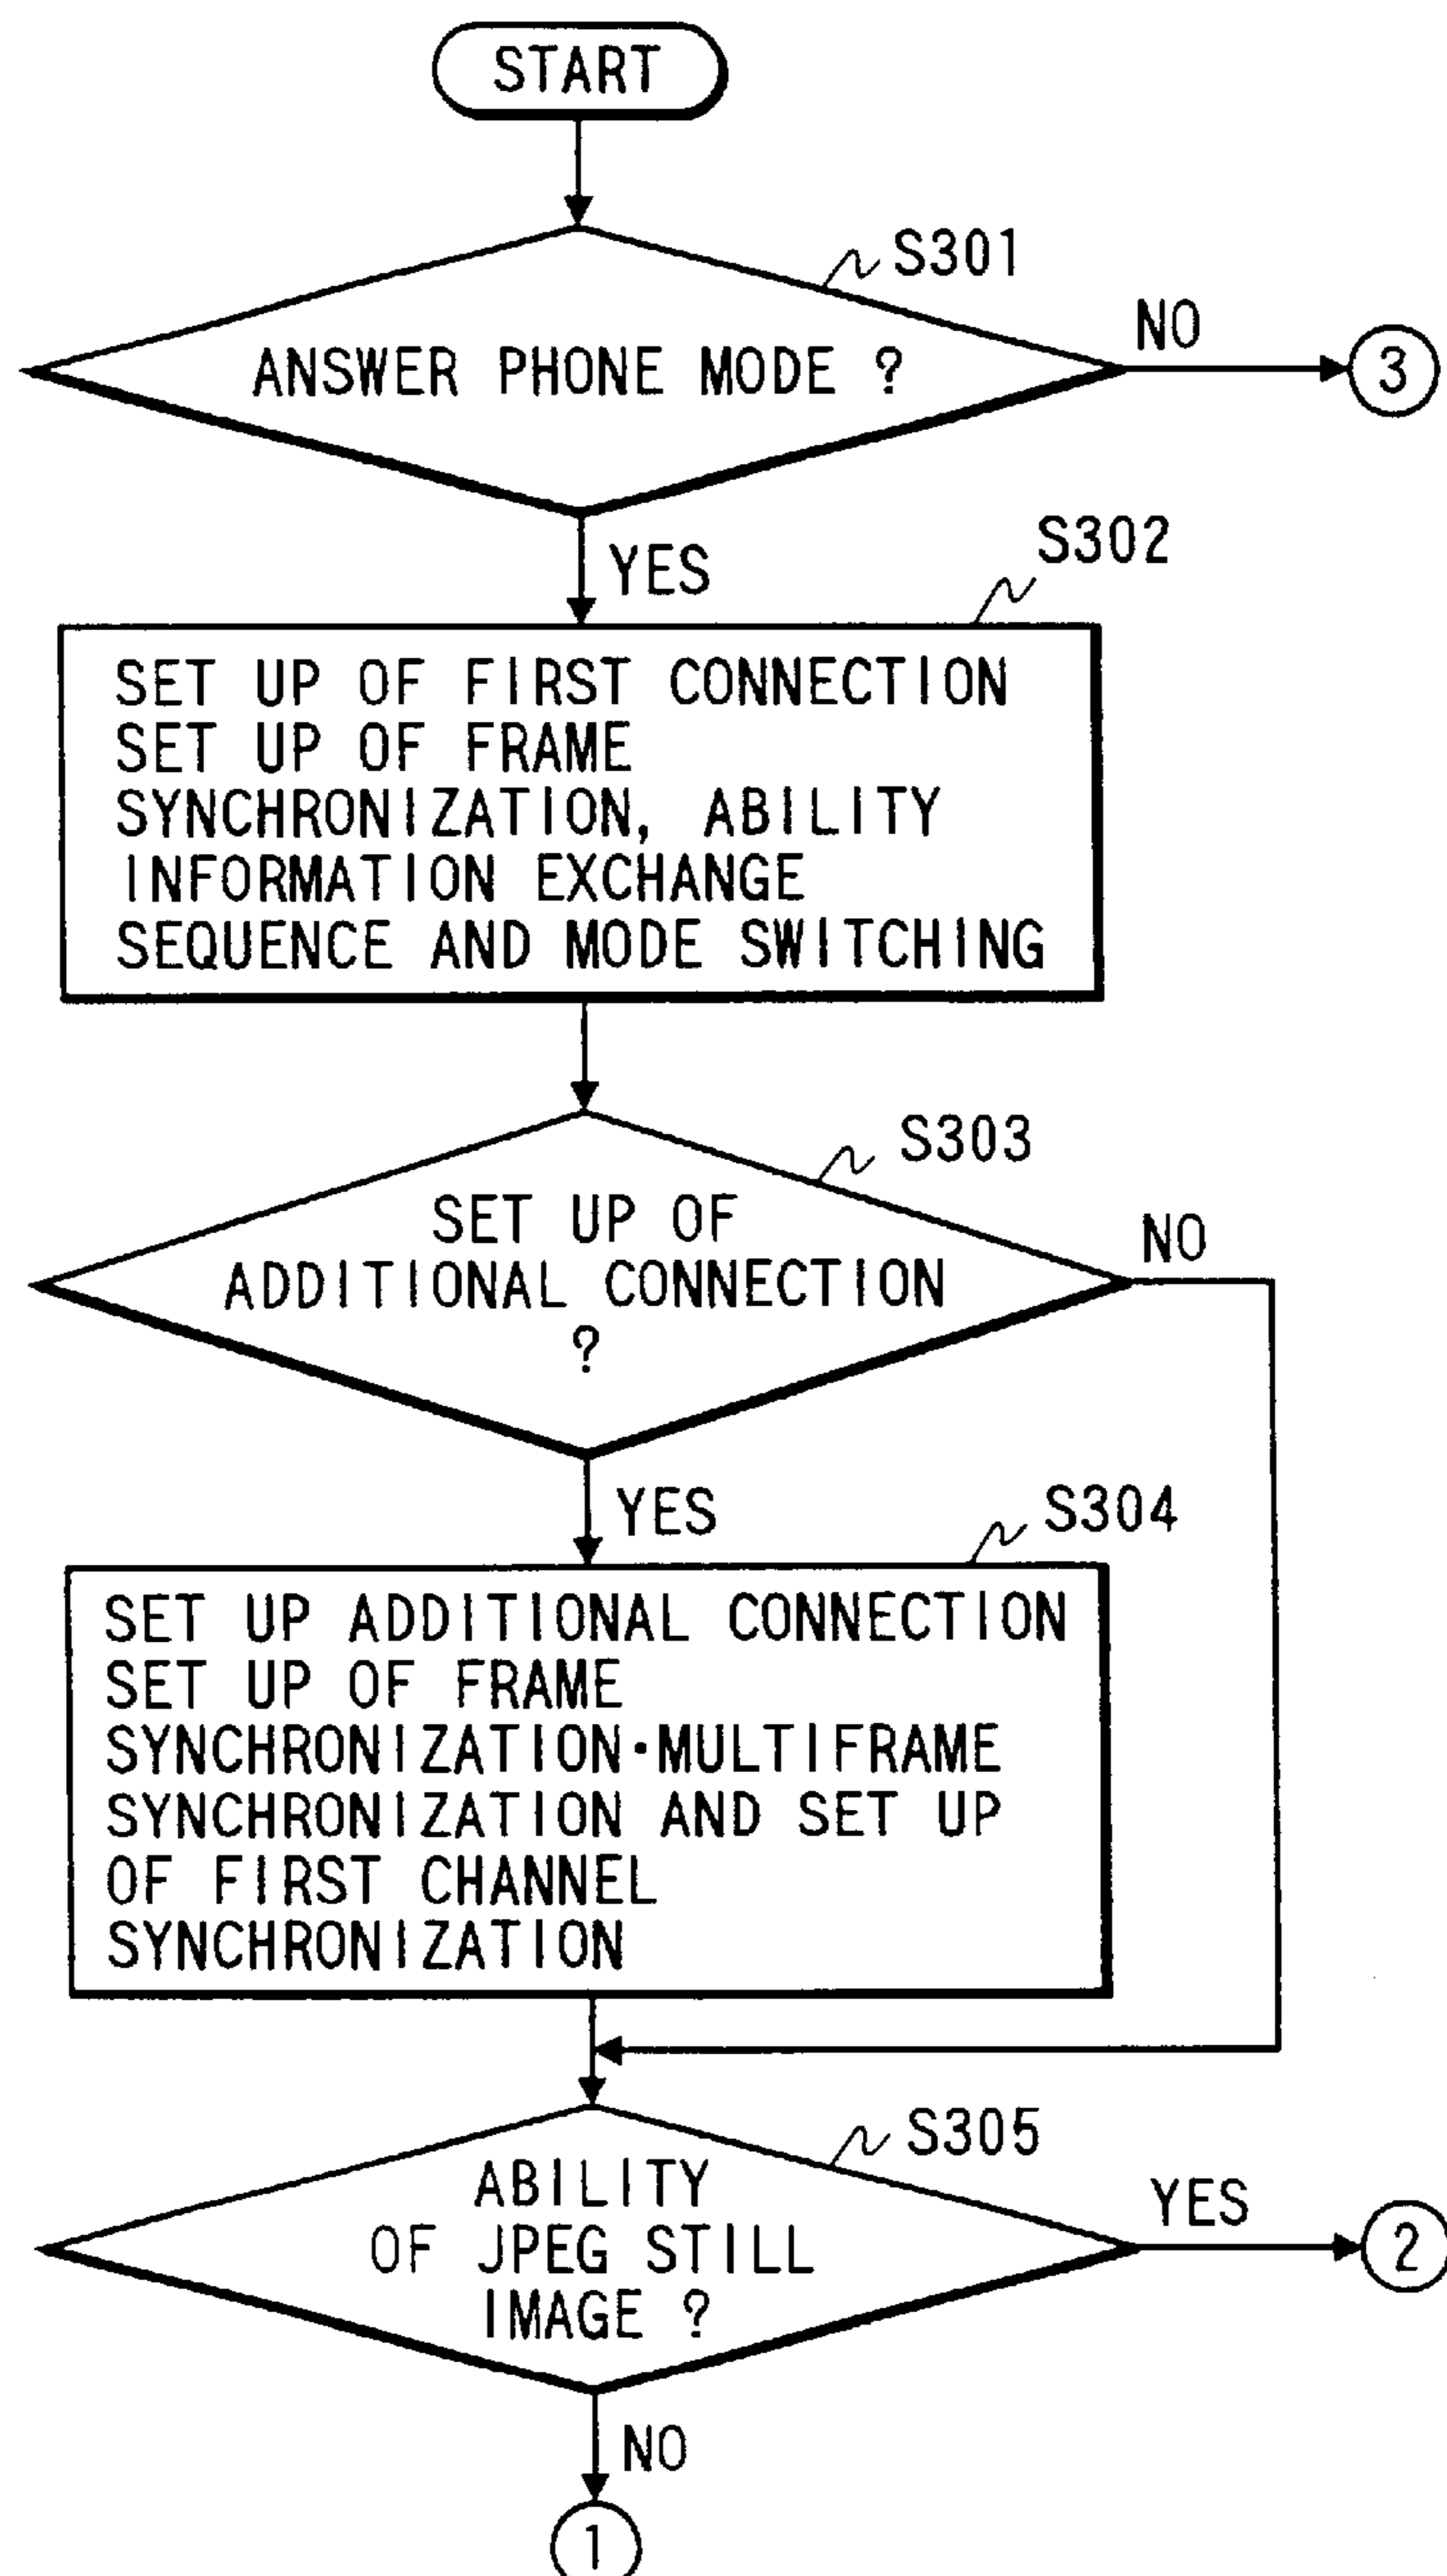 START
S301
ANSWER PHONE MODE ?
NO
3
YES
S302
SET UP OF FIRST CONNECTION
SET UP OF FRAME
SYNCHRONIZATION, ABILITY
INFORMATION EXCHANGE
SEQUENCE AND MODE SWITCHING
S303
SET UP OF
ADDITIONAL CONNECTION
?
NO
YES
S304
SET UP ADDITIONAL CONNECTION
SET UP OF FRAME
SYNCHRONIZATION·MULTIFRAME
SYNCHRONIZATION AND SET UP
OF FIRST CHANNEL
SYNCHRONIZATION
S305
ABILITY
OF JPEG STILL
IMAGE ?
YES
2
NO
1